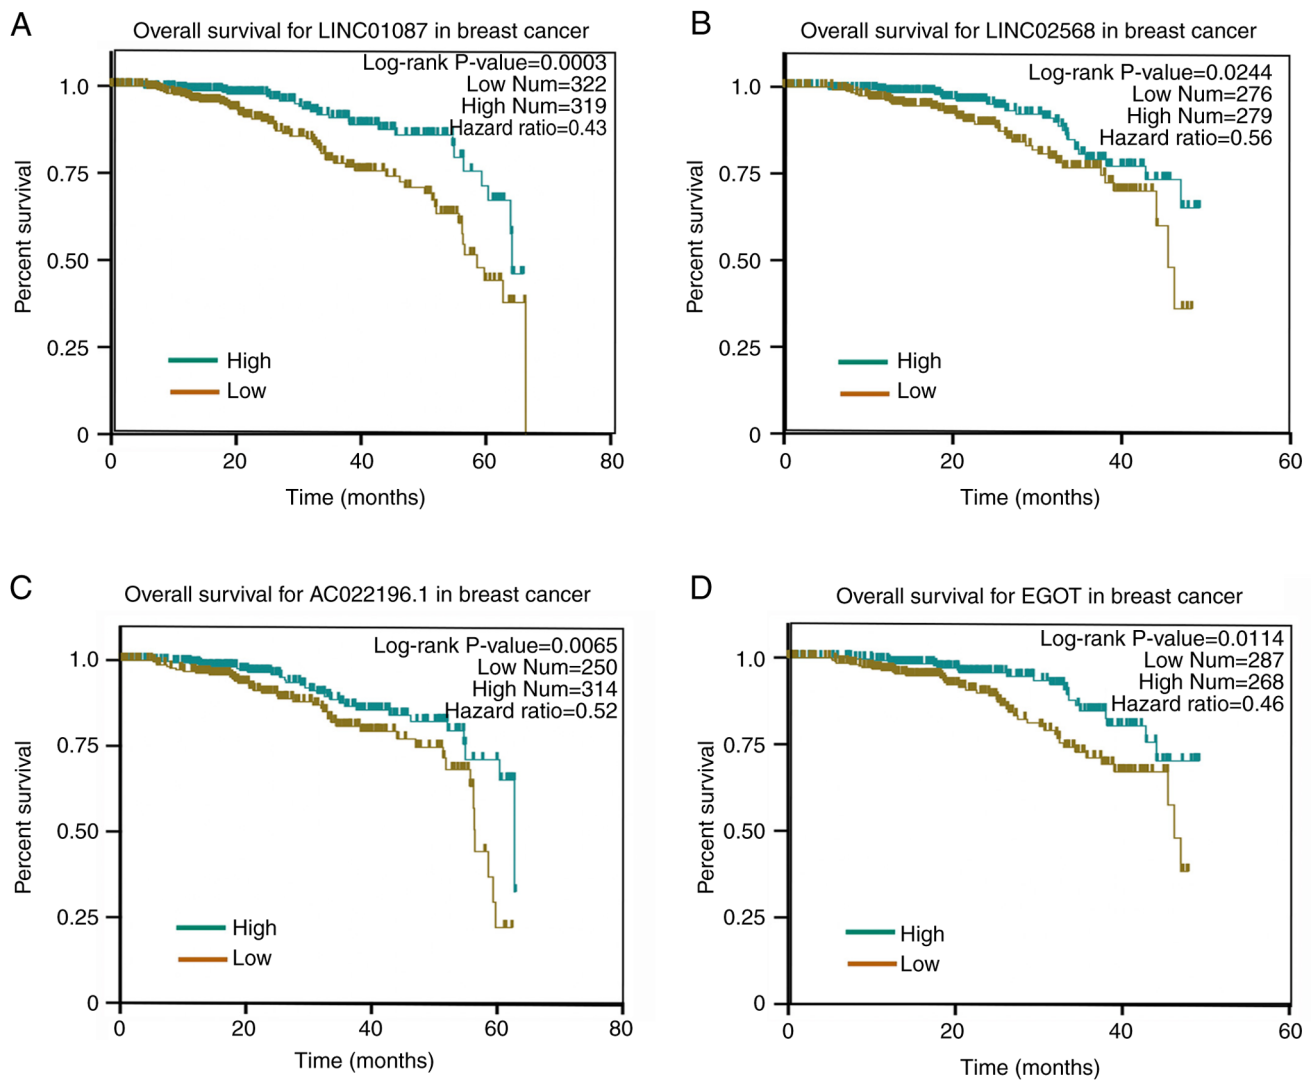 A
Overall survival for LINC01087 in breast cancer
Log-rank P-value=0.0003
Low Num=322
High Num=319
Hazard ratio=0.43
1.0
0.75
0.50
0.25
0
Percent survival
High
Low
0 20 40 60 80
Time (months)
B
Overall survival for LINC02568 in breast cancer
Log-rank P-value=0.0244
Low Num=276
High Num=279
Hazard ratio=0.56
1.0
0.75
0.50
0.25
0
Percent survival
High
Low
0 20 40 60
Time (months)
C
Overall survival for AC022196.1 in breast cancer
Log-rank P-value=0.0065
Low Num=250
High Num=314
Hazard ratio=0.52
1.0
0.75
0.50
0.25
0
Percent survival
High
Low
0 20 40 60 80
Time (months)
D
Overall survival for EGOT in breast cancer
Log-rank P-value=0.0114
Low Num=287
High Num=268
Hazard ratio=0.46
1.0
0.75
0.50
0.25
0
Percent survival
High
Low
0 20 40 60
Time (months)